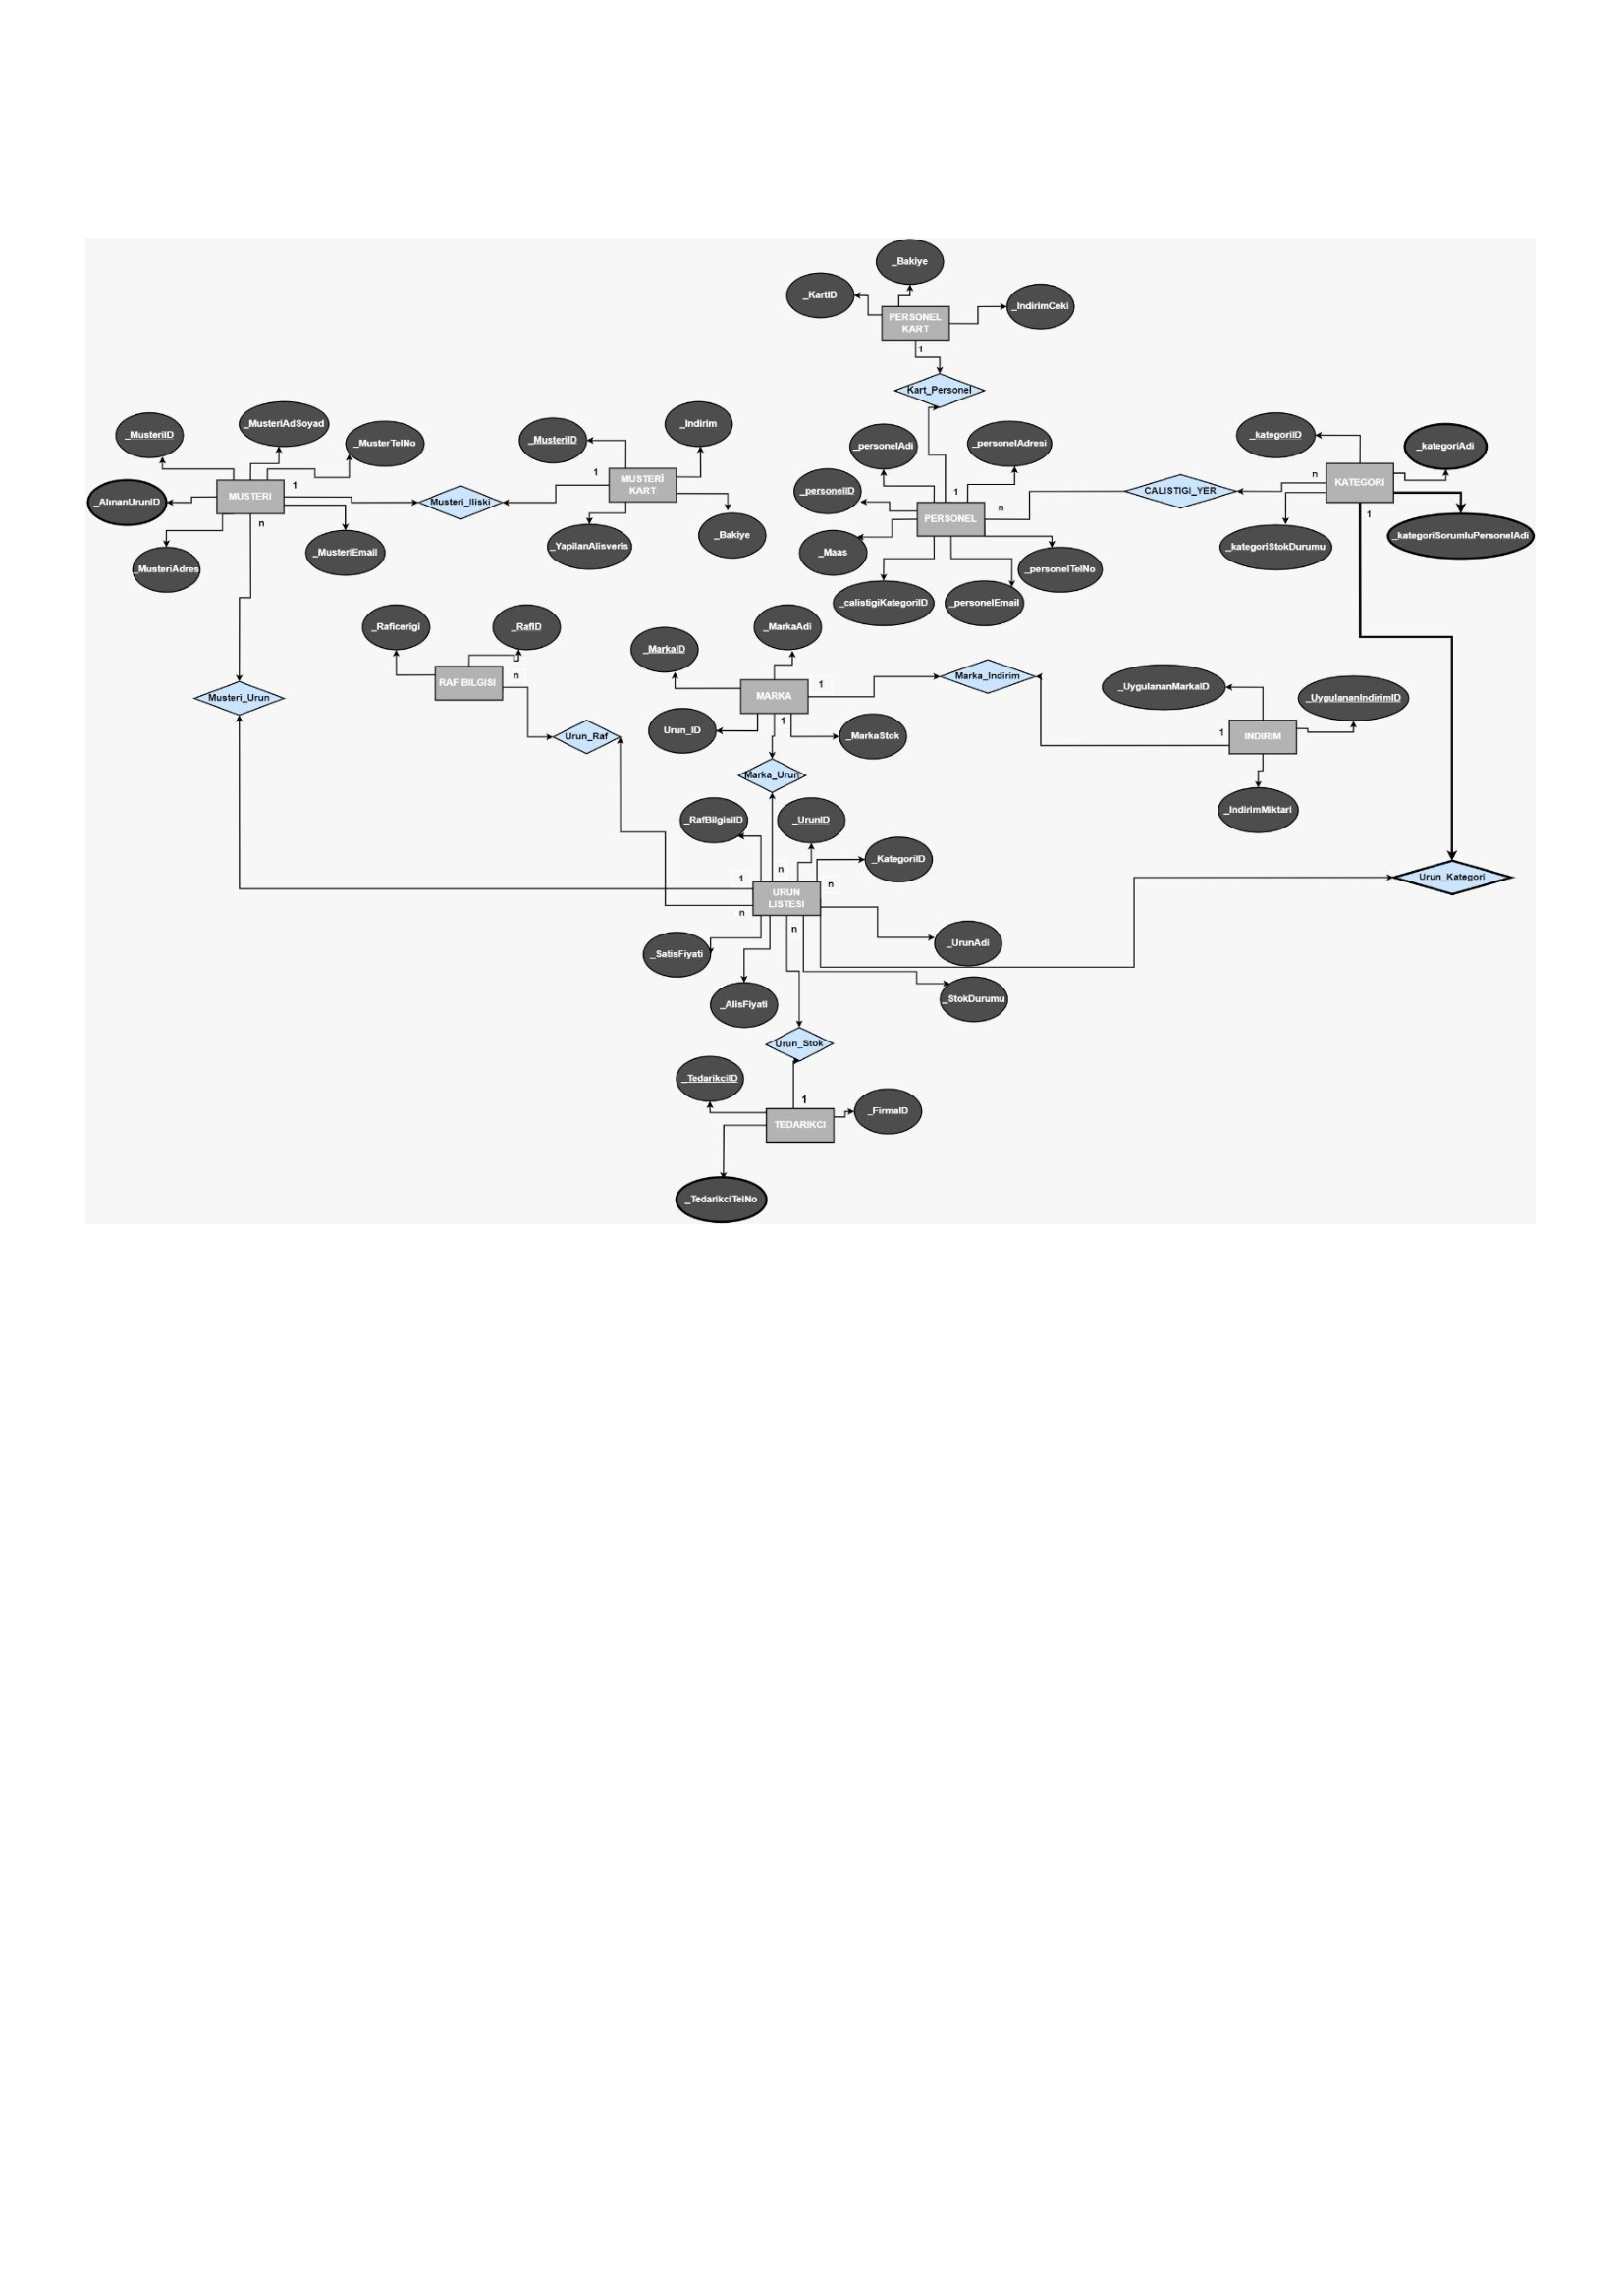 _Bakiye
_KartID
_IndirimCeki
PERSONEL
KART
1
Kart_Personel
_MusteriID
_MusteriAdSoyad
_MusterTelNo
_AlınanUrunID
MUSTERI
1
n
_MusteriAdres
_MusteriEmail
Musteri_Iliski
_MusteriID
_Indirim
1
MUSTERİ
KART
_YapilanAlisveris
_Bakiye
_personelAdi
_personelAdresi
_personelID
1
n
PERSONEL
_Maas
_personelTelNo
_calistigiKategoriID
_personelEmail
CALISTIGI_YER
_kategoriID
_kategoriAdi
n
KATEGORI
1
_kategoriStokDurumu
_kategoriSorumluPersonelAdi
_Raficerigi
_RafID
RAF BILGISI
n
Musteri_Urun
Urun_Raf
_MarkaAdi
_MarkaID
MARKA
1
1
Urun_ID
_MarkaStok
Marka_Urun
Marka_Indirim
_UygulananMarkaID
_UygulananIndirimID
1
INDIRIM
_IndirimMiktari
_RafBilgisiID
_UrunID
_KategoriID
1
n
n
URUN
LISTESI
n
n
Urun_Kategori
_SatisFiyati
_UrunAdi
_AlisFiyati
_StokDurumu
Urun_Stok
_TedarikciID
1
_FirmaID
TEDARIKCI
_TedarikciTelNo